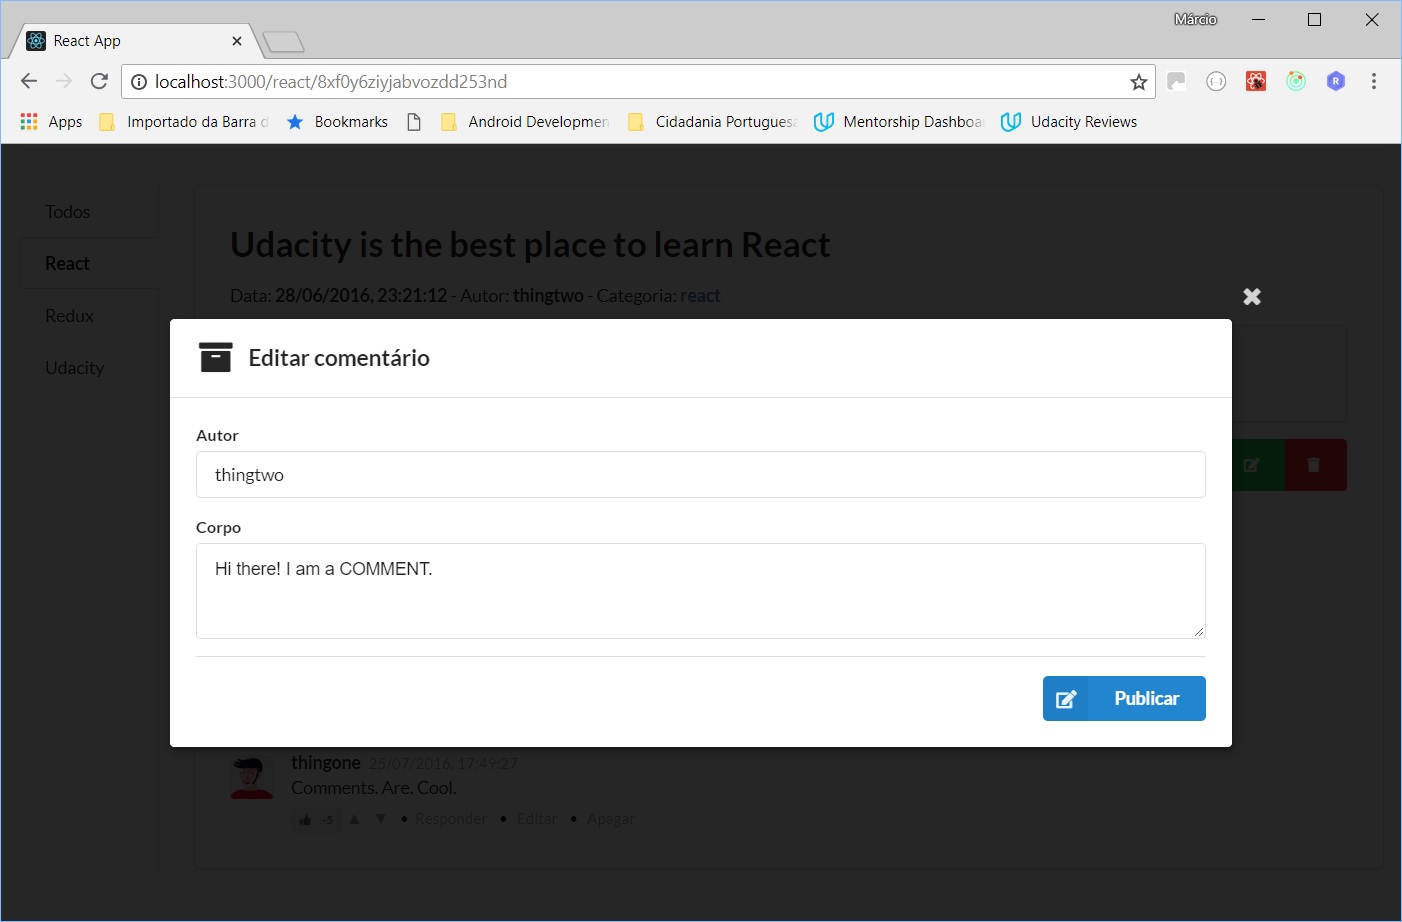 Márcio
React App
localhost:3000/react/8xf0y6ziyjabvozdd253nd
Apps Importado da Barra d Bookmarks Android Developmen Cidadania Portugues Mentorship Dashboa Udacity Reviews
Todos
React
Redux
Udacity
Udacity is the best place to learn React
Data: 28/06/2016, 23:21:12 - Autor: thingtwo - Categoria: react
Editar comentário
Autor
thingtwo
Corpo
Hi there! I am a COMMENT.
Publicar
thingone 25/07/2016, 17:49:27
Comments. Are. Cool.
-3 ▲ ▼ • Responder • Editar • Apagar